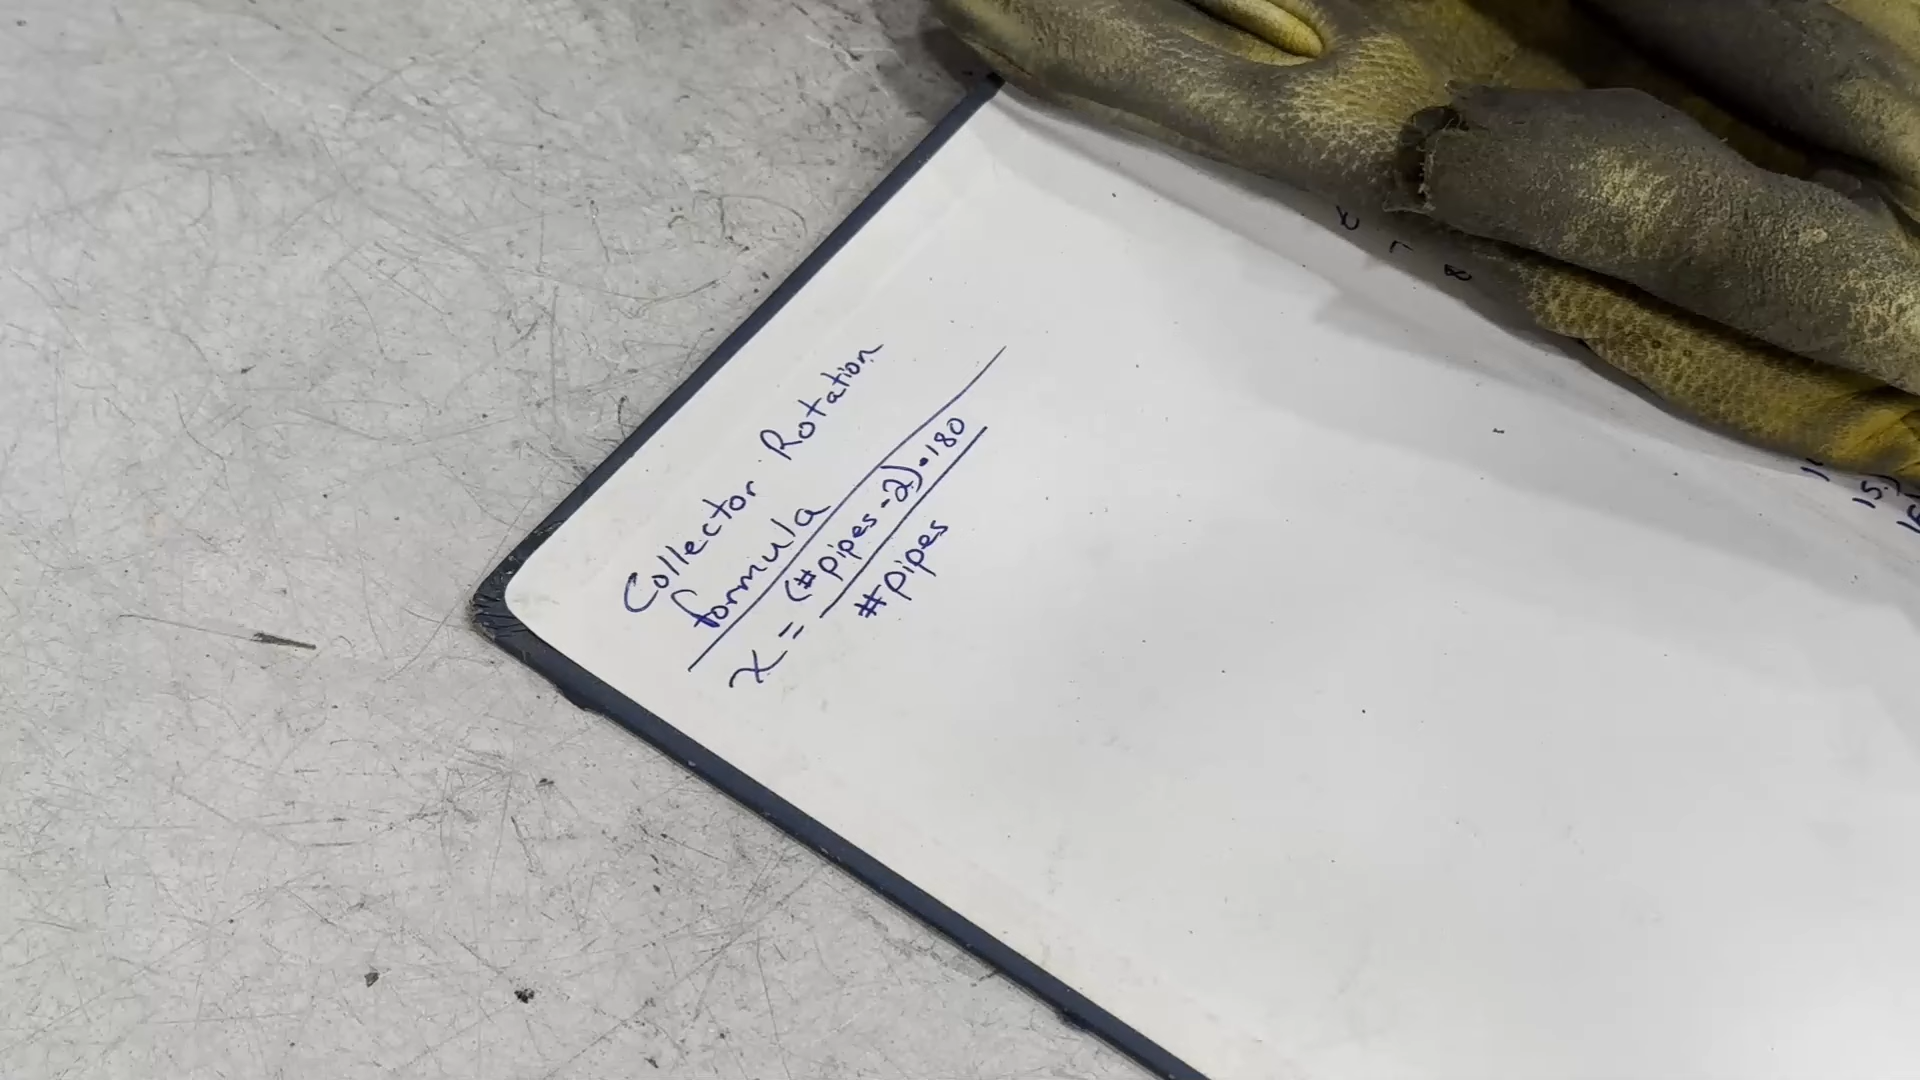 Collector Rotation
formula
x = (#pipes - 2) • 180
#pipes